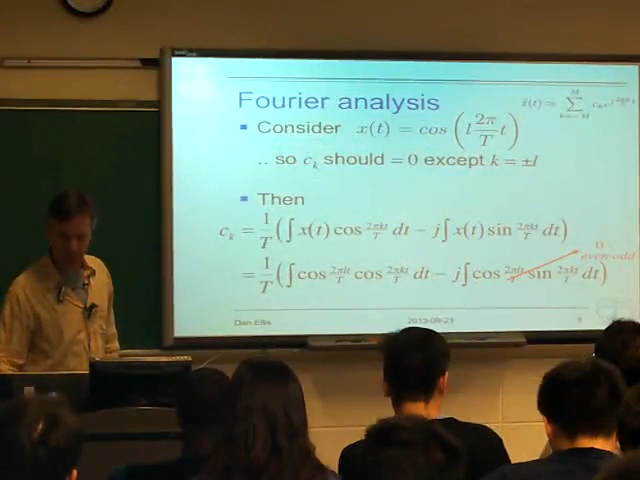 Fourier analysis
Consider x(t) = cos(l 2π/T t)
.. so c_k should = 0 except k = ±l
Then
c_k = 1/T (∫ x(t) cos 2πkt/T dt − j∫ x(t) sin 2πkt/T dt)
0
even·odd
= 1/T (∫ cos 2πlt/T cos 2πkt/T dt − j∫ cos 2πlt/T sin 2πkt/T dt)
Dan Ellis 2013-09-23